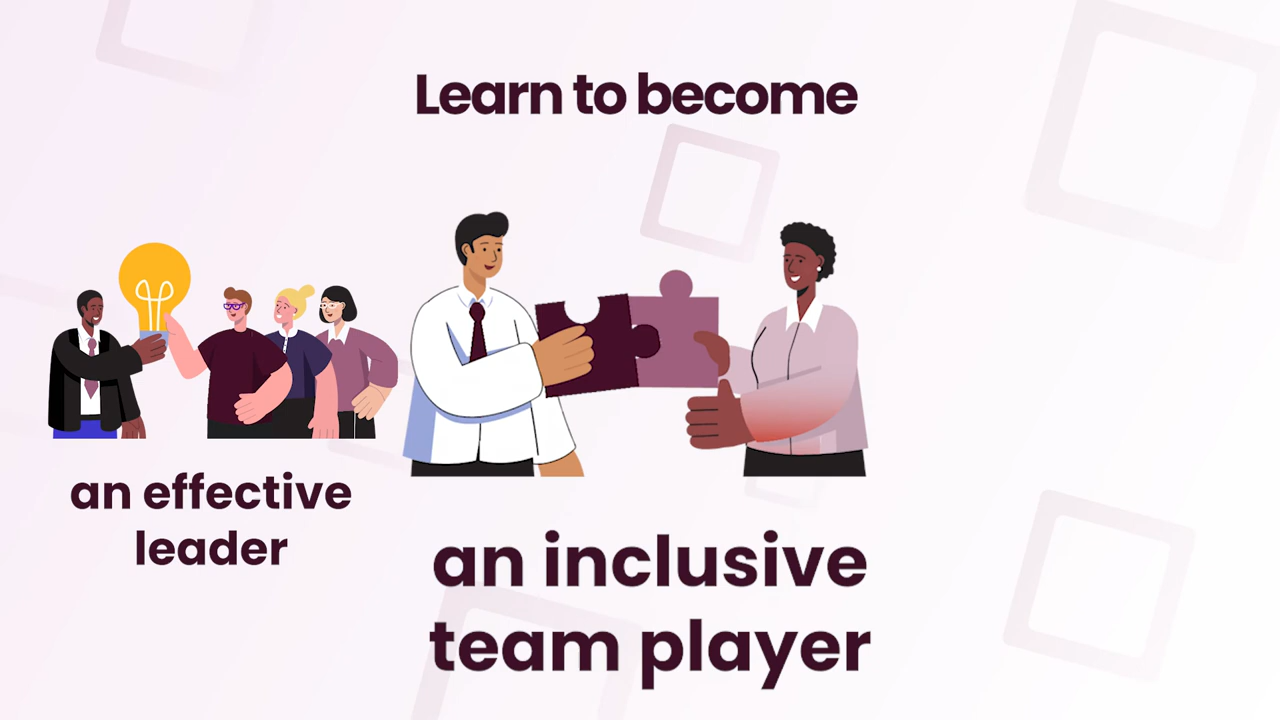 Learn to become
an effective
leader
an inclusive
team player